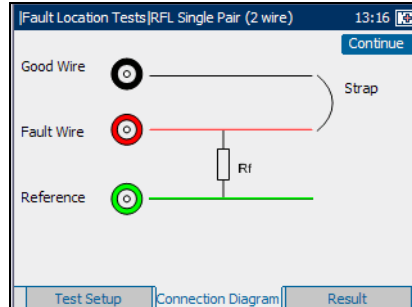 |Fault Location Tests|RFL Single Pair (2 wire) 13:16
Continue
Good Wire
Strap
Fault Wire
Rf
Reference
Test Setup Connection Diagram Result